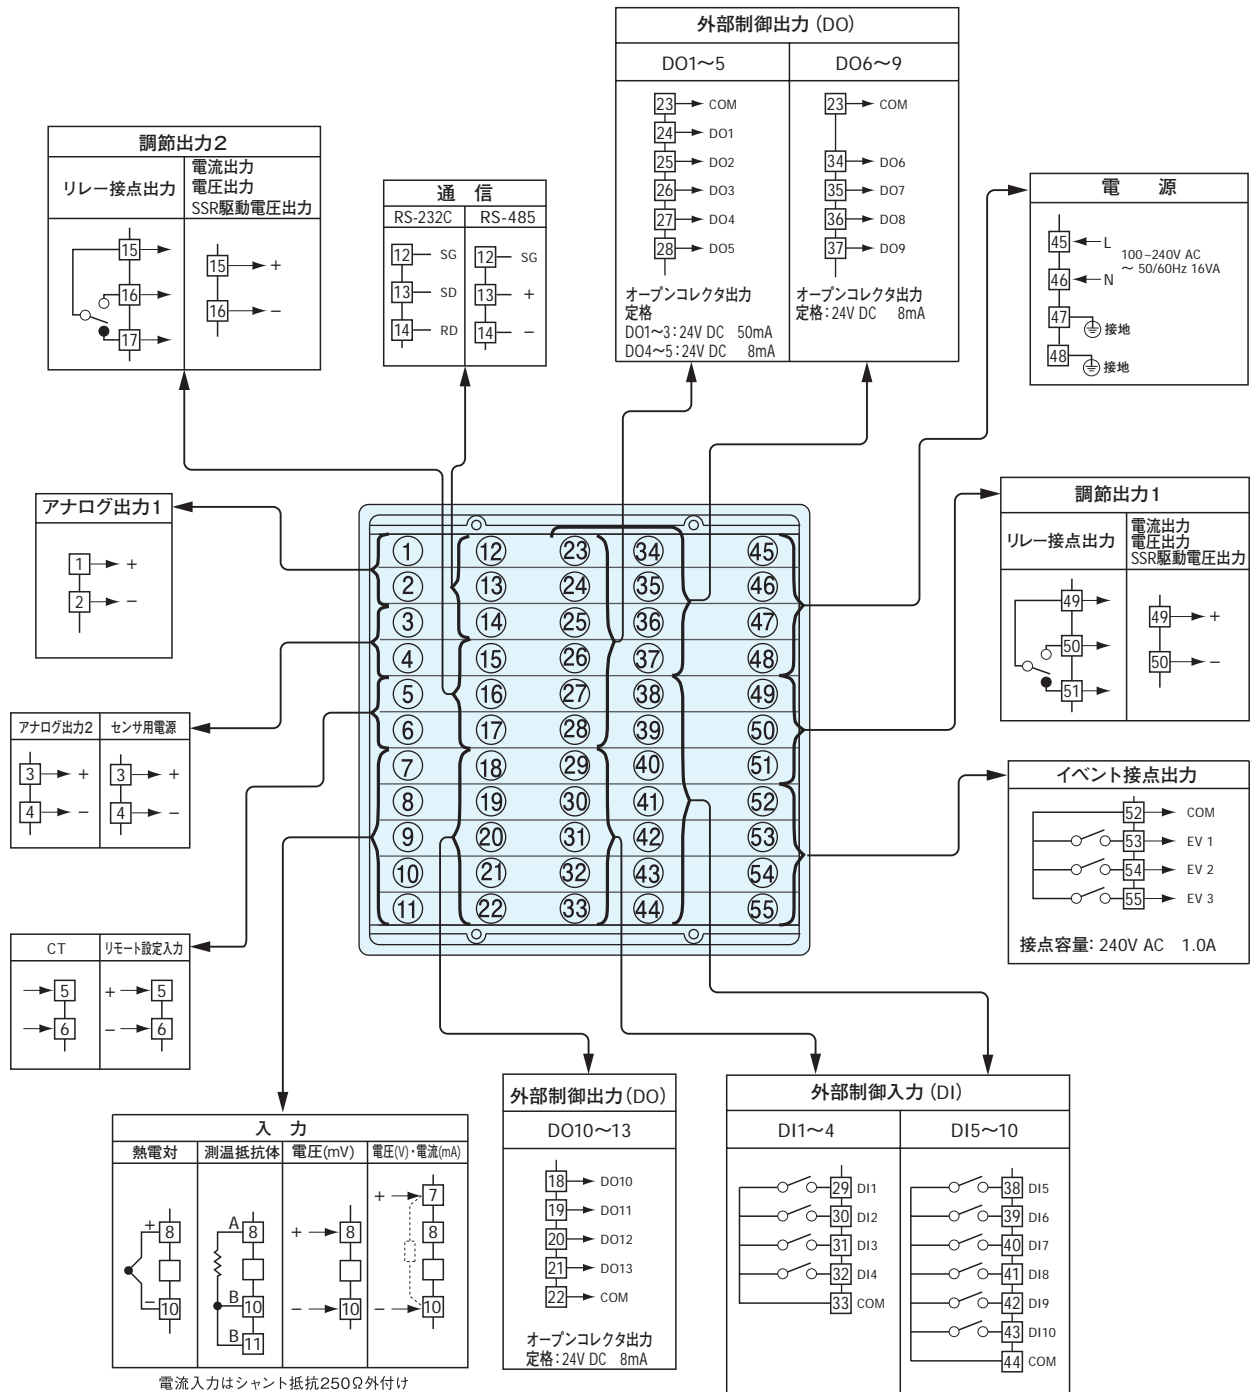 外部制御出力(DO)
DO1～5
DO6～9
23 COM
24 DO1
25 DO2
26 DO3
27 DO4
28 DO5
オープンコレクタ出力
定格
DO1～3:24V DC 50mA
DO4～5:24V DC 8mA
23 COM
34 DO6
35 DO7
36 DO8
37 DO9
オープンコレクタ出力
定格:24V DC 8mA
調節出力2
リレー接点出力
電流出力
電圧出力
SSR駆動電圧出力
15
16
17
15 +
16 −
通 信
RS-232C
RS-485
12 SG
13 SD
14 RD
12 SG
13 +
14 −
電 源
45 L
46 N
100~240V AC
～ 50/60Hz 16VA
47 接地
48 接地
アナログ出力1
1 +
2 −
アナログ出力2
センサ用電源
3 +
4 −
3 +
4 −
CT
リモート設定入力
5
6
+ 5
− 6
1 12 23 34 45
2 13 24 35 46
3 14 25 36 47
4 15 26 37 48
5 16 27 38 49
6 17 28 39 50
7 18 29 40 51
8 19 30 41 52
9 20 31 42 53
10 21 32 43 54
11 22 33 44 55
調節出力1
リレー接点出力
電流出力
電圧出力
SSR駆動電圧出力
49
50
51
49 +
50 −
イベント接点出力
52 COM
53 EV 1
54 EV 2
55 EV 3
接点容量: 240V AC 1.0A
入 力
熱電対
測温抵抗体
電圧(mV)
電圧(V)・電流(mA)
+ 8
− 10
A 8
B 10
B 11
+ 8
− 10
+ 7
8
− 10
電流入力はシャント抵抗250Ω外付け
外部制御出力(DO)
DO10～13
18 DO10
19 DO11
20 DO12
21 DO13
22 COM
オープンコレクタ出力
定格:24V DC 8mA
外部制御入力(DI)
DI1～4
DI5～10
29 DI1
30 DI2
31 DI3
32 DI4
33 COM
38 DI5
39 DI6
40 DI7
41 DI8
42 DI9
43 DI10
44 COM